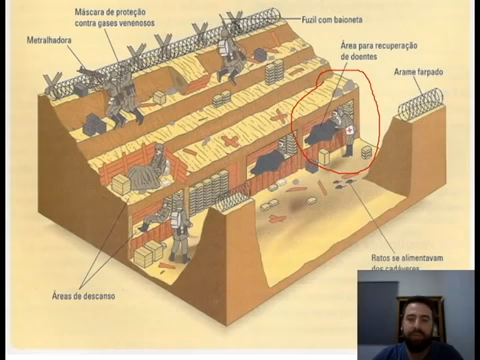 Máscara de proteção
contra gases venenosos
Metralhadora
Fuzil com baioneta
Área para recuperação
de doentes
Arame farpado
Ratos se alimentavam
dos cadáveres
Áreas de descanso